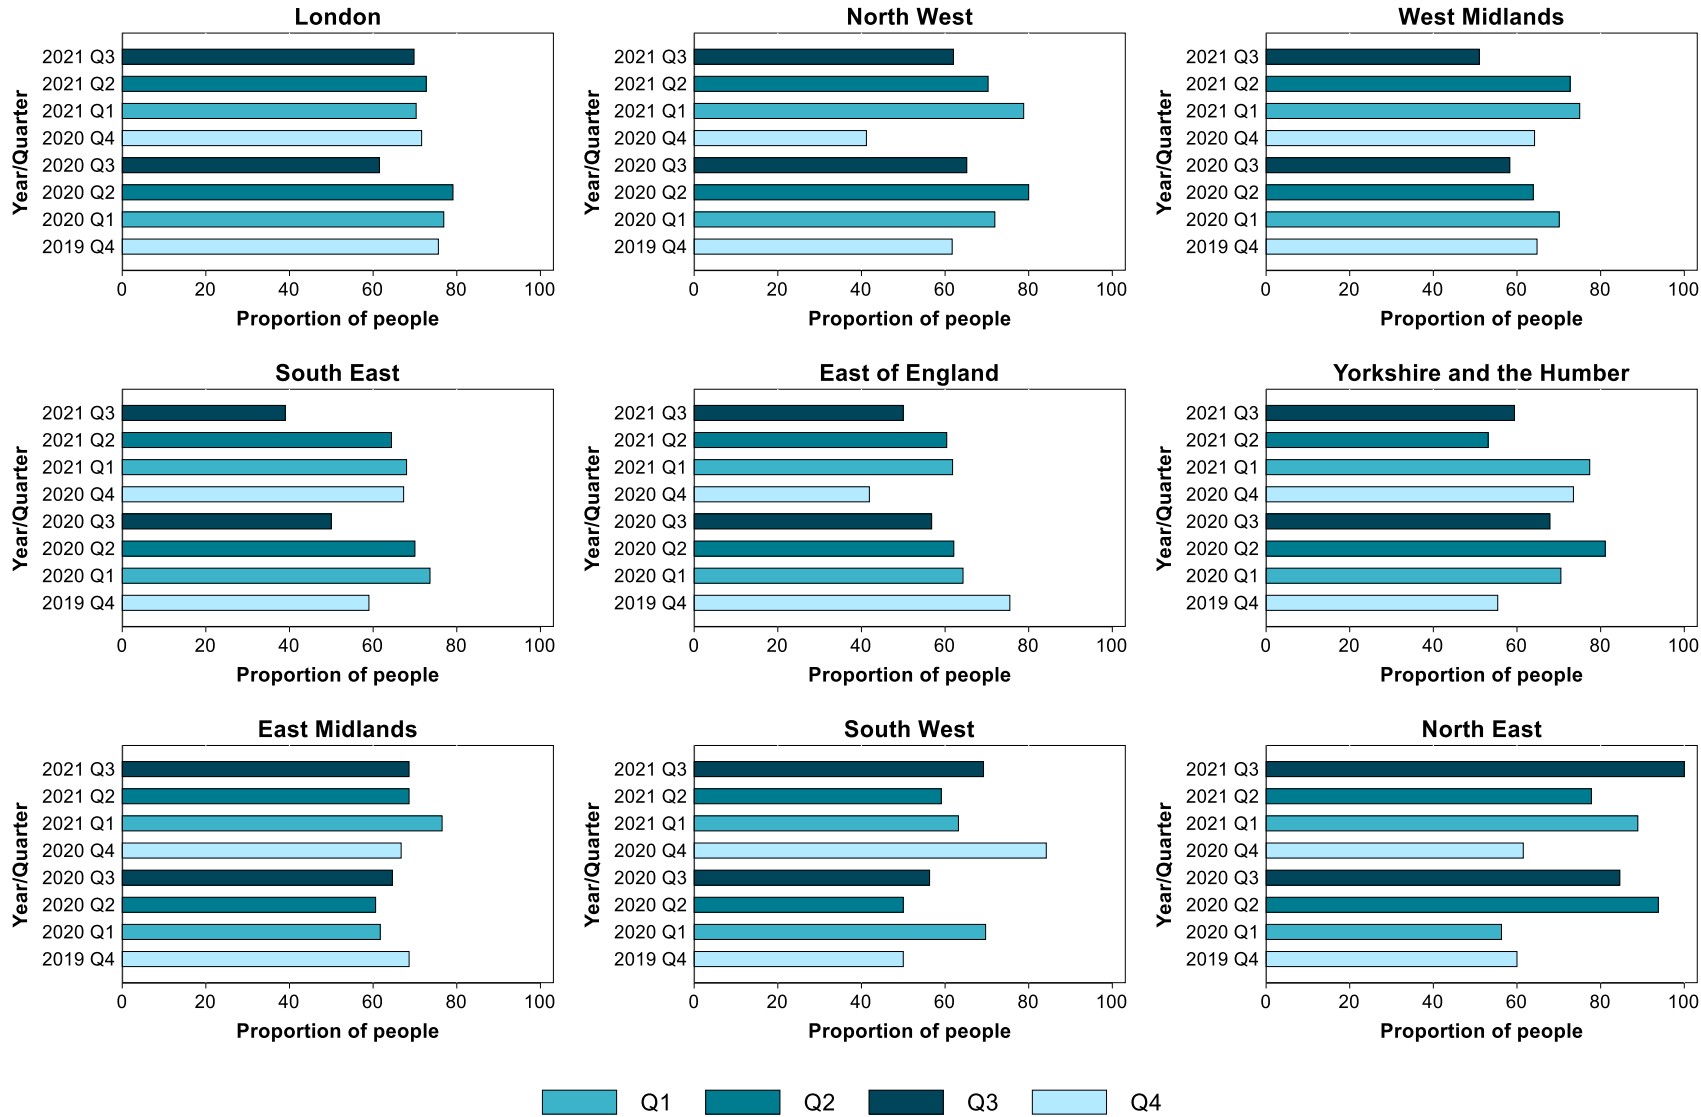 London
Year/Quarter
2021 Q3
2021 Q2
2021 Q1
2020 Q4
2020 Q3
2020 Q2
2020 Q1
2019 Q4
0 20 40 60 80 100
Proportion of people
North West
Year/Quarter
2021 Q3
2021 Q2
2021 Q1
2020 Q4
2020 Q3
2020 Q2
2020 Q1
2019 Q4
0 20 40 60 80 100
Proportion of people
West Midlands
Year/Quarter
2021 Q3
2021 Q2
2021 Q1
2020 Q4
2020 Q3
2020 Q2
2020 Q1
2019 Q4
0 20 40 60 80 100
Proportion of people
South East
Year/Quarter
2021 Q3
2021 Q2
2021 Q1
2020 Q4
2020 Q3
2020 Q2
2020 Q1
2019 Q4
0 20 40 60 80 100
Proportion of people
East of England
Year/Quarter
2021 Q3
2021 Q2
2021 Q1
2020 Q4
2020 Q3
2020 Q2
2020 Q1
2019 Q4
0 20 40 60 80 100
Proportion of people
Yorkshire and the Humber
Year/Quarter
2021 Q3
2021 Q2
2021 Q1
2020 Q4
2020 Q3
2020 Q2
2020 Q1
2019 Q4
0 20 40 60 80 100
Proportion of people
East Midlands
Year/Quarter
2021 Q3
2021 Q2
2021 Q1
2020 Q4
2020 Q3
2020 Q2
2020 Q1
2019 Q4
0 20 40 60 80 100
Proportion of people
South West
Year/Quarter
2021 Q3
2021 Q2
2021 Q1
2020 Q4
2020 Q3
2020 Q2
2020 Q1
2019 Q4
0 20 40 60 80 100
Proportion of people
North East
Year/Quarter
2021 Q3
2021 Q2
2021 Q1
2020 Q4
2020 Q3
2020 Q2
2020 Q1
2019 Q4
0 20 40 60 80 100
Proportion of people
Q1 Q2 Q3 Q4